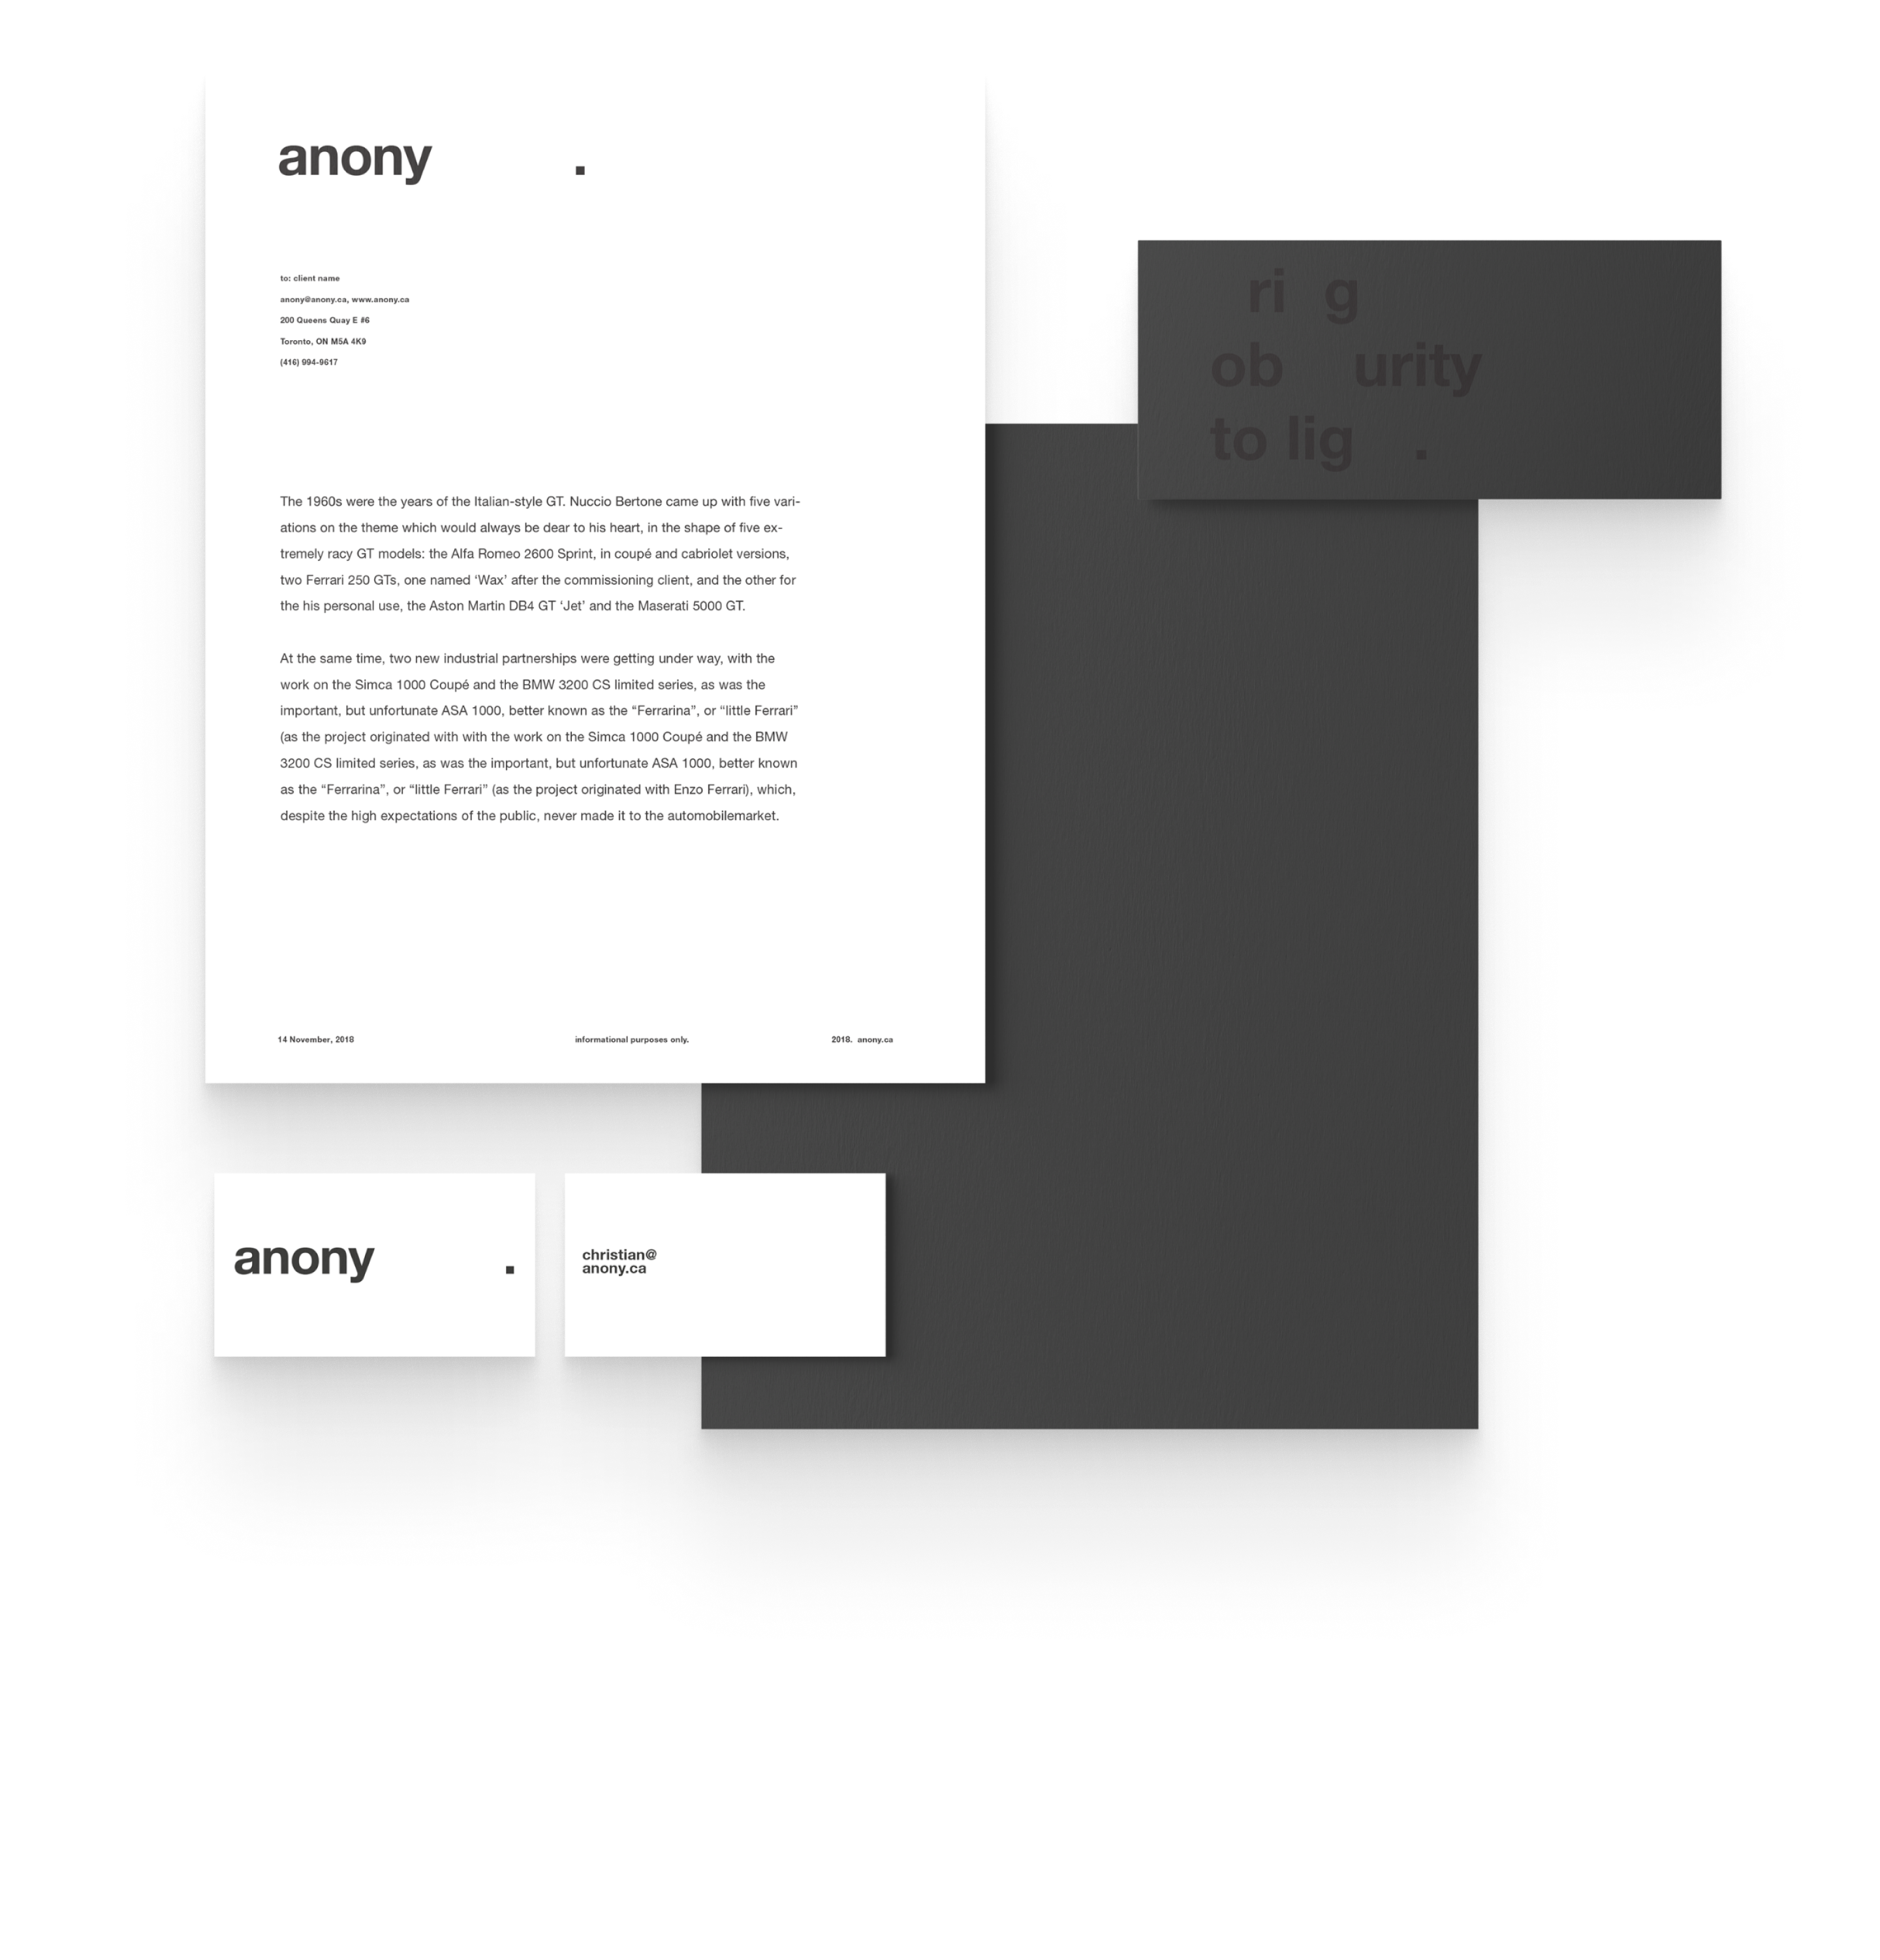 anony .
to: client name
anony@anony.ca, www.anony.ca
200 Queens Quay E #6
Toronto, ON M5A 4K9
(416) 994-9617
The 1960s were the years of the Italian-style GT. Nuccio Bertone came up with five vari-
ations on the theme which would always be dear to his heart, in the shape of five ex-
tremely racy GT models: the Alfa Romeo 2600 Sprint, in coupé and cabriolet versions,
two Ferrari 250 GTs, one named ‘Wax’ after the commissioning client, and the other for
the his personal use, the Aston Martin DB4 GT ‘Jet’ and the Maserati 5000 GT.
At the same time, two new industrial partnerships were getting under way, with the
work on the Simca 1000 Coupé and the BMW 3200 CS limited series, as was the
important, but unfortunate ASA 1000, better known as the “Ferrarina”, or “little Ferrari”
(as the project originated with with the work on the Simca 1000 Coupé and the BMW
3200 CS limited series, as was the important, but unfortunate ASA 1000, better known
as the “Ferrarina”, or “little Ferrari” (as the project originated with Enzo Ferrari), which,
despite the high expectations of the public, never made it to the automobilemarket.
14 November, 2018 informational purposes only. 2018. anony.ca
ri g
ob urity
to lig .
anony .
christian@
anony.ca